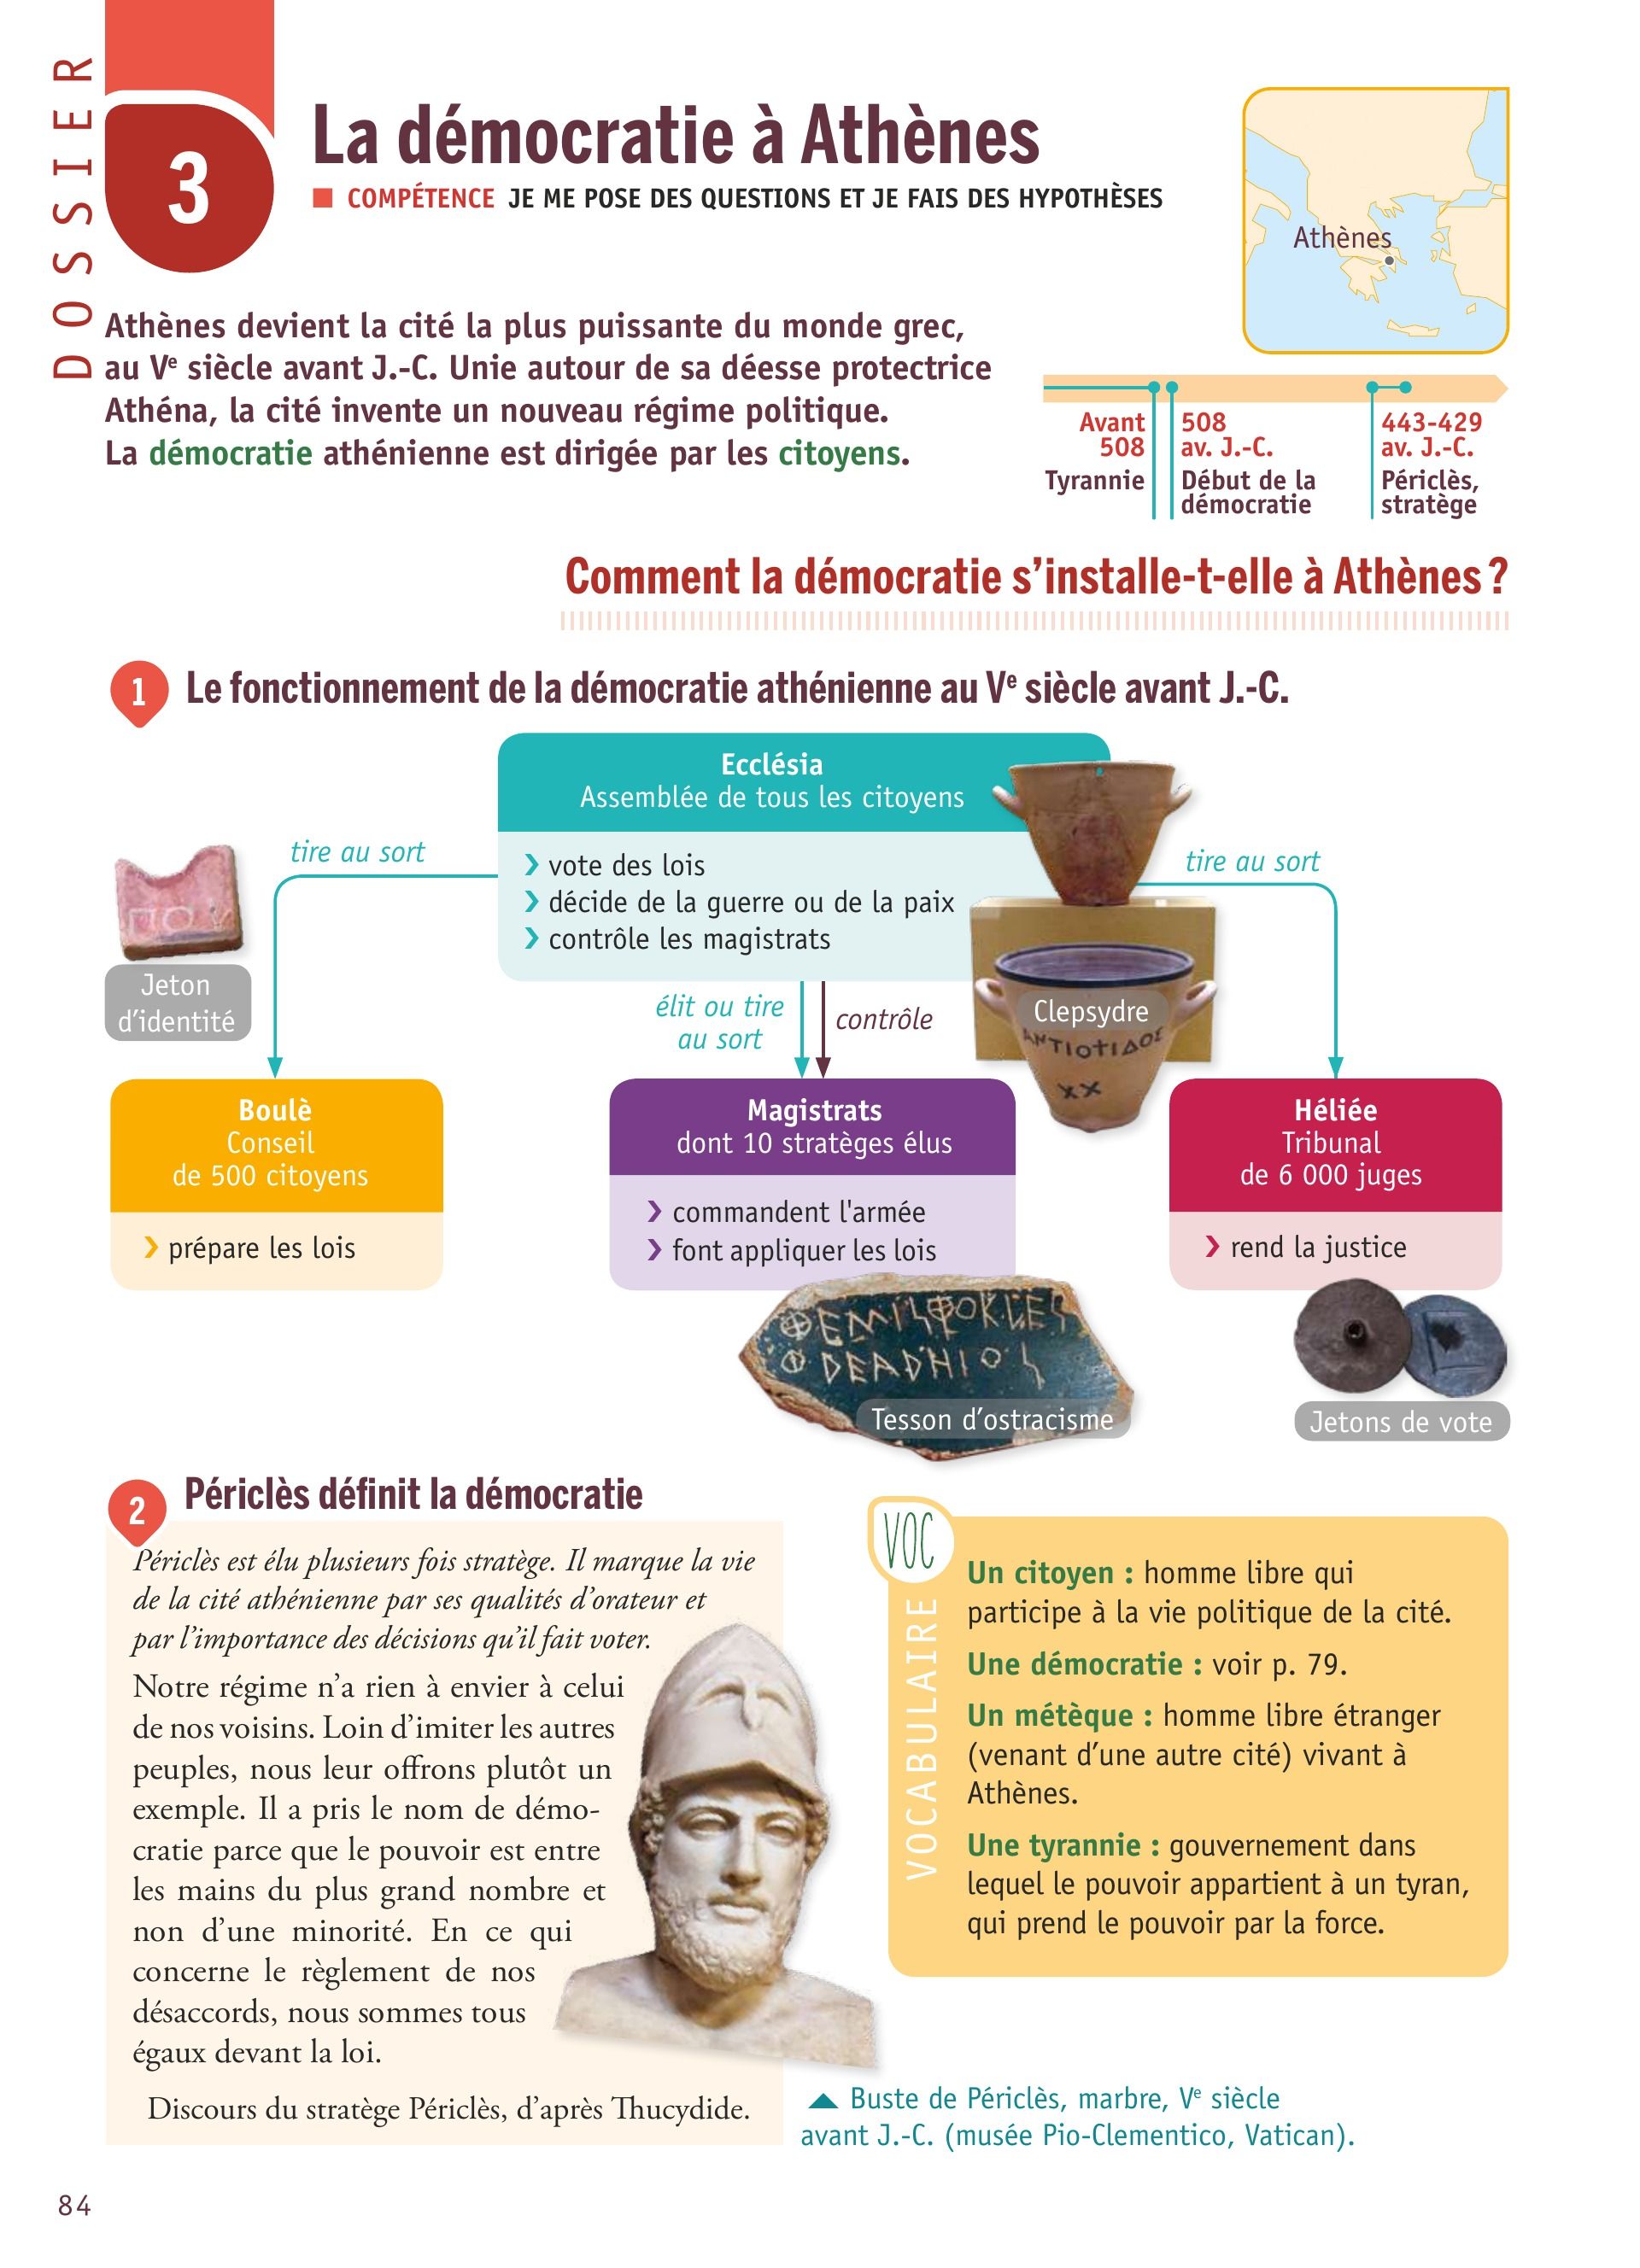 DOSSIER
3
La démocratie à Athènes
COMPÉTENCE JE ME POSE DES QUESTIONS ET JE FAIS DES HYPOTHÈSES
Athènes
Athènes devient la cité la plus puissante du monde grec,
au Ve siècle avant J.-C. Unie autour de sa déesse protectrice
Athéna, la cité invente un nouveau régime politique.
La démocratie athénienne est dirigée par les citoyens.
Avant
508
Tyrannie
508
av. J.-C.
Début de la
démocratie
443-429
av. J.-C.
Périclès,
stratège
Comment la démocratie s'installe-t-elle à Athènes ?
1
Le fonctionnement de la démocratie athénienne au Ve siècle avant J.-C.
Ecclésia
Assemblée de tous les citoyens
❯ vote des lois
❯ décide de la guerre ou de la paix
❯ contrôle les magistrats
tire au sort
tire au sort
ΠΟΛ
Jeton
d'identité
élit ou tire
au sort
contrôle
Clepsydre
ΑΝΤΙΟΤΙΔΟΣ
XX
Boulè
Conseil
de 500 citoyens
❯ prépare les lois
Magistrats
dont 10 stratèges élus
❯ commandent l'armée
❯ font appliquer les lois
Héliée
Tribunal
de 6 000 juges
❯ rend la justice
Tesson d'ostracisme
Jetons de vote
2
Périclès définit la démocratie
Périclès est élu plusieurs fois stratège. Il marque la vie
de la cité athénienne par ses qualités d'orateur et
par l'importance des décisions qu'il fait voter.
Notre régime n'a rien à envier à celui
de nos voisins. Loin d'imiter les autres
peuples, nous leur offrons plutôt un
exemple. Il a pris le nom de démo-
cratie parce que le pouvoir est entre
les mains du plus grand nombre et
non d'une minorité. En ce qui
concerne le règlement de nos
désaccords, nous sommes tous
égaux devant la loi.
Discours du stratège Périclès, d'après Thucydide.
VOC
VOCABULAIRE
Un citoyen : homme libre qui
participe à la vie politique de la cité.
Une démocratie : voir p. 79.
Un métèque : homme libre étranger
(venant d'une autre cité) vivant à
Athènes.
Une tyrannie : gouvernement dans
lequel le pouvoir appartient à un tyran,
qui prend le pouvoir par la force.
Buste de Périclès, marbre, Ve siècle
avant J.-C. (musée Pio-Clementico, Vatican).
84